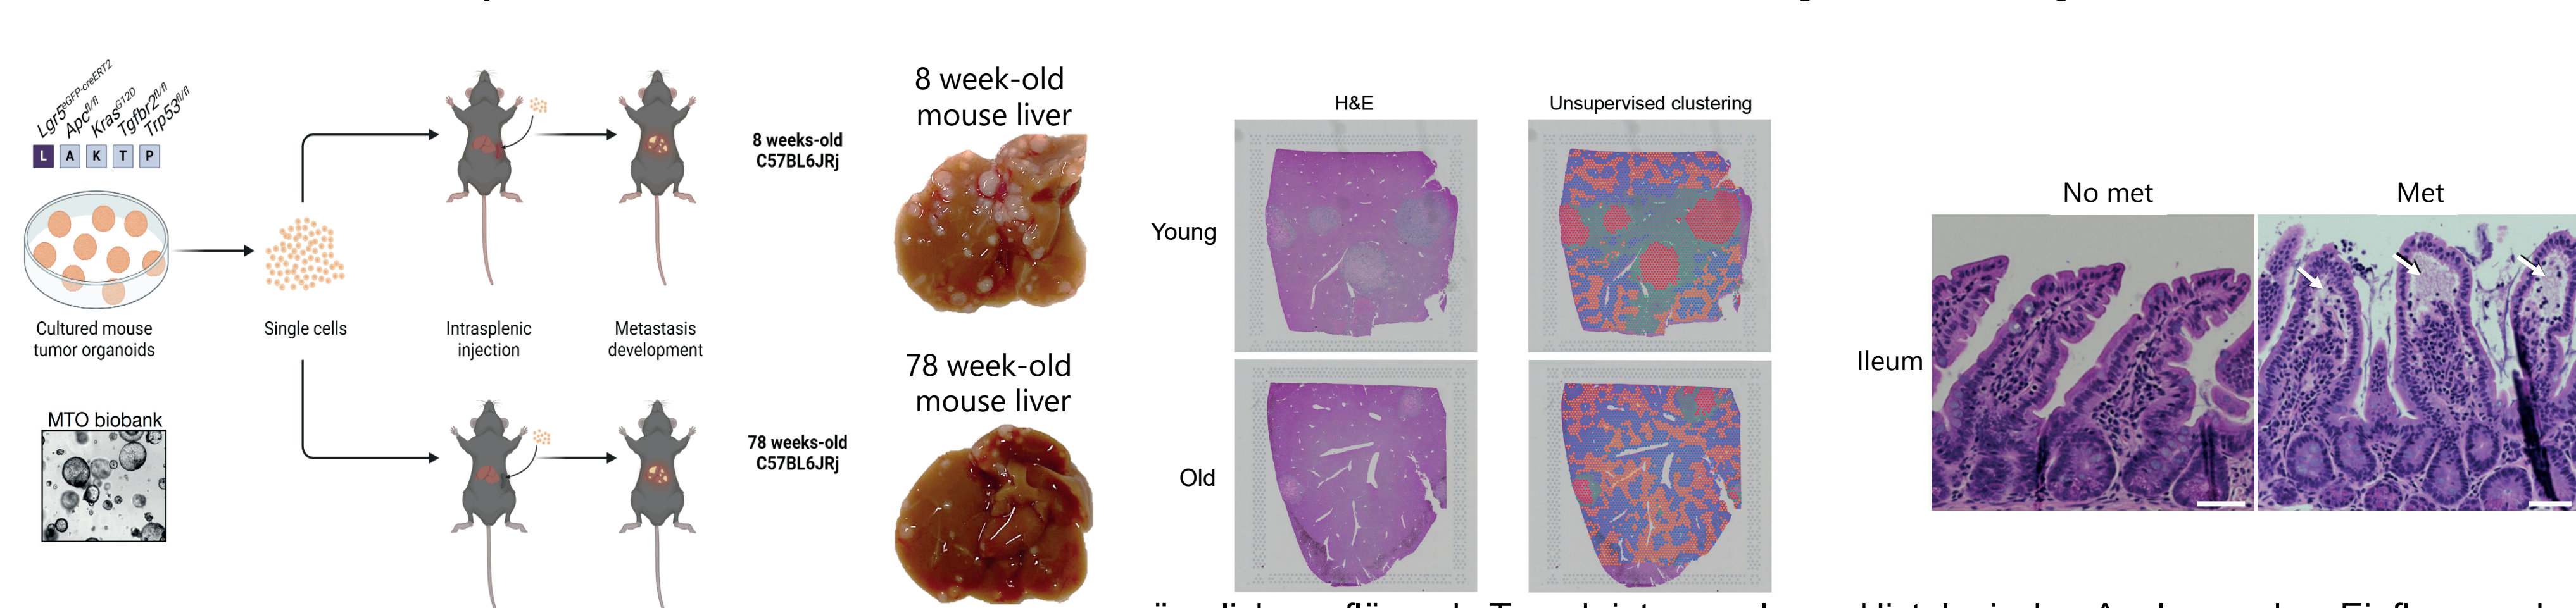 Lgr5eGFP-creERT2
Apcfl/fl
KrasG12D
Tgfbr2fl/fl
Trp53fl/fl
L A K T P
Cultured mouse
tumor organoids
MTO biobank
Single cells
Intrasplenic
injection
Metastasis
development
8 weeks-old
C57BL6JRj
78 weeks-old
C57BL6JRj
8 week-old
mouse liver
78 week-old
mouse liver
H&E
Unsupervised clustering
Young
Old
No met
Met
Ileum